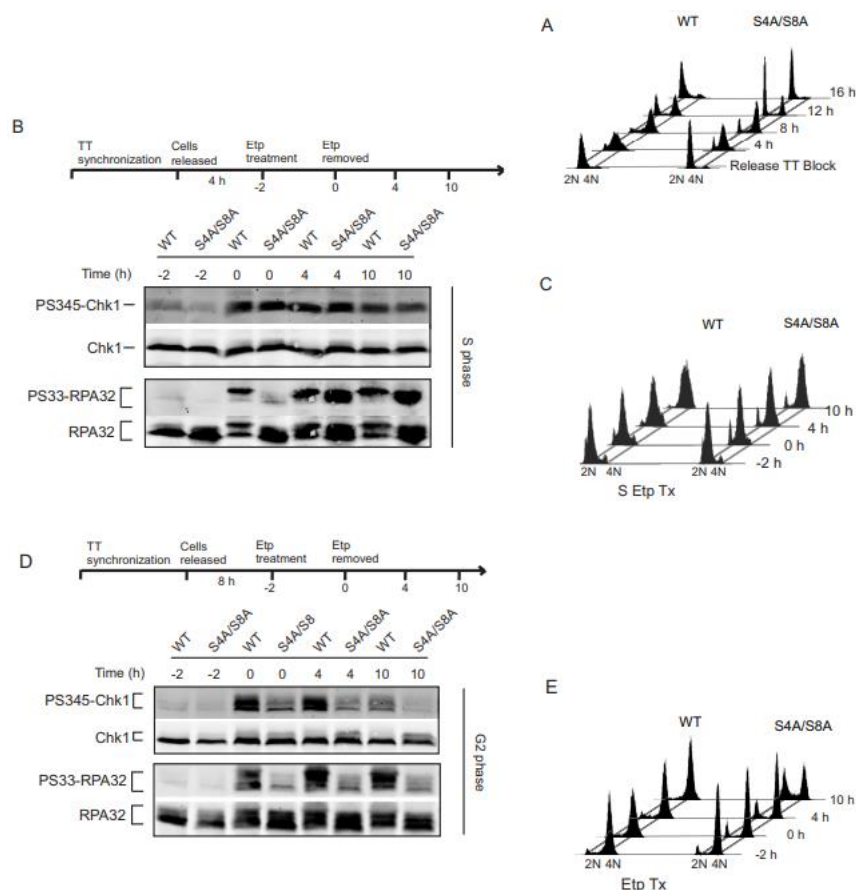 A
WT S4A/S8A
16 h
12 h
8 h
4 h
Release TT Block
2N 4N 2N 4N
B
TT synchronization
Cells released
Etp treatment
Etp removed
4 h -2 0 4 10
WT S4A/S8A WT S4A/S8A WT S4A/S8A WT S4A/S8A
Time (h) -2 -2 0 0 4 4 10 10
PS345-Chk1
Chk1
PS33-RPA32
RPA32
S phase
C
WT S4A/S8A
10 h
4 h
0 h
-2 h
2N 4N 2N 4N
S Etp Tx
D
TT synchronization
Cells released
Etp treatment
Etp removed
8 h -2 0 4 10
WT S4A/S8A WT S4A/S8 WT S4A/S8A WT S4A/S8A
Time (h) -2 -2 0 0 4 4 10 10
PS345-Chk1
Chk1
PS33-RPA32
RPA32
G2 phase
E
WT S4A/S8A
10 h
4 h
0 h
-2 h
2N 4N 2N 4N
Etp Tx